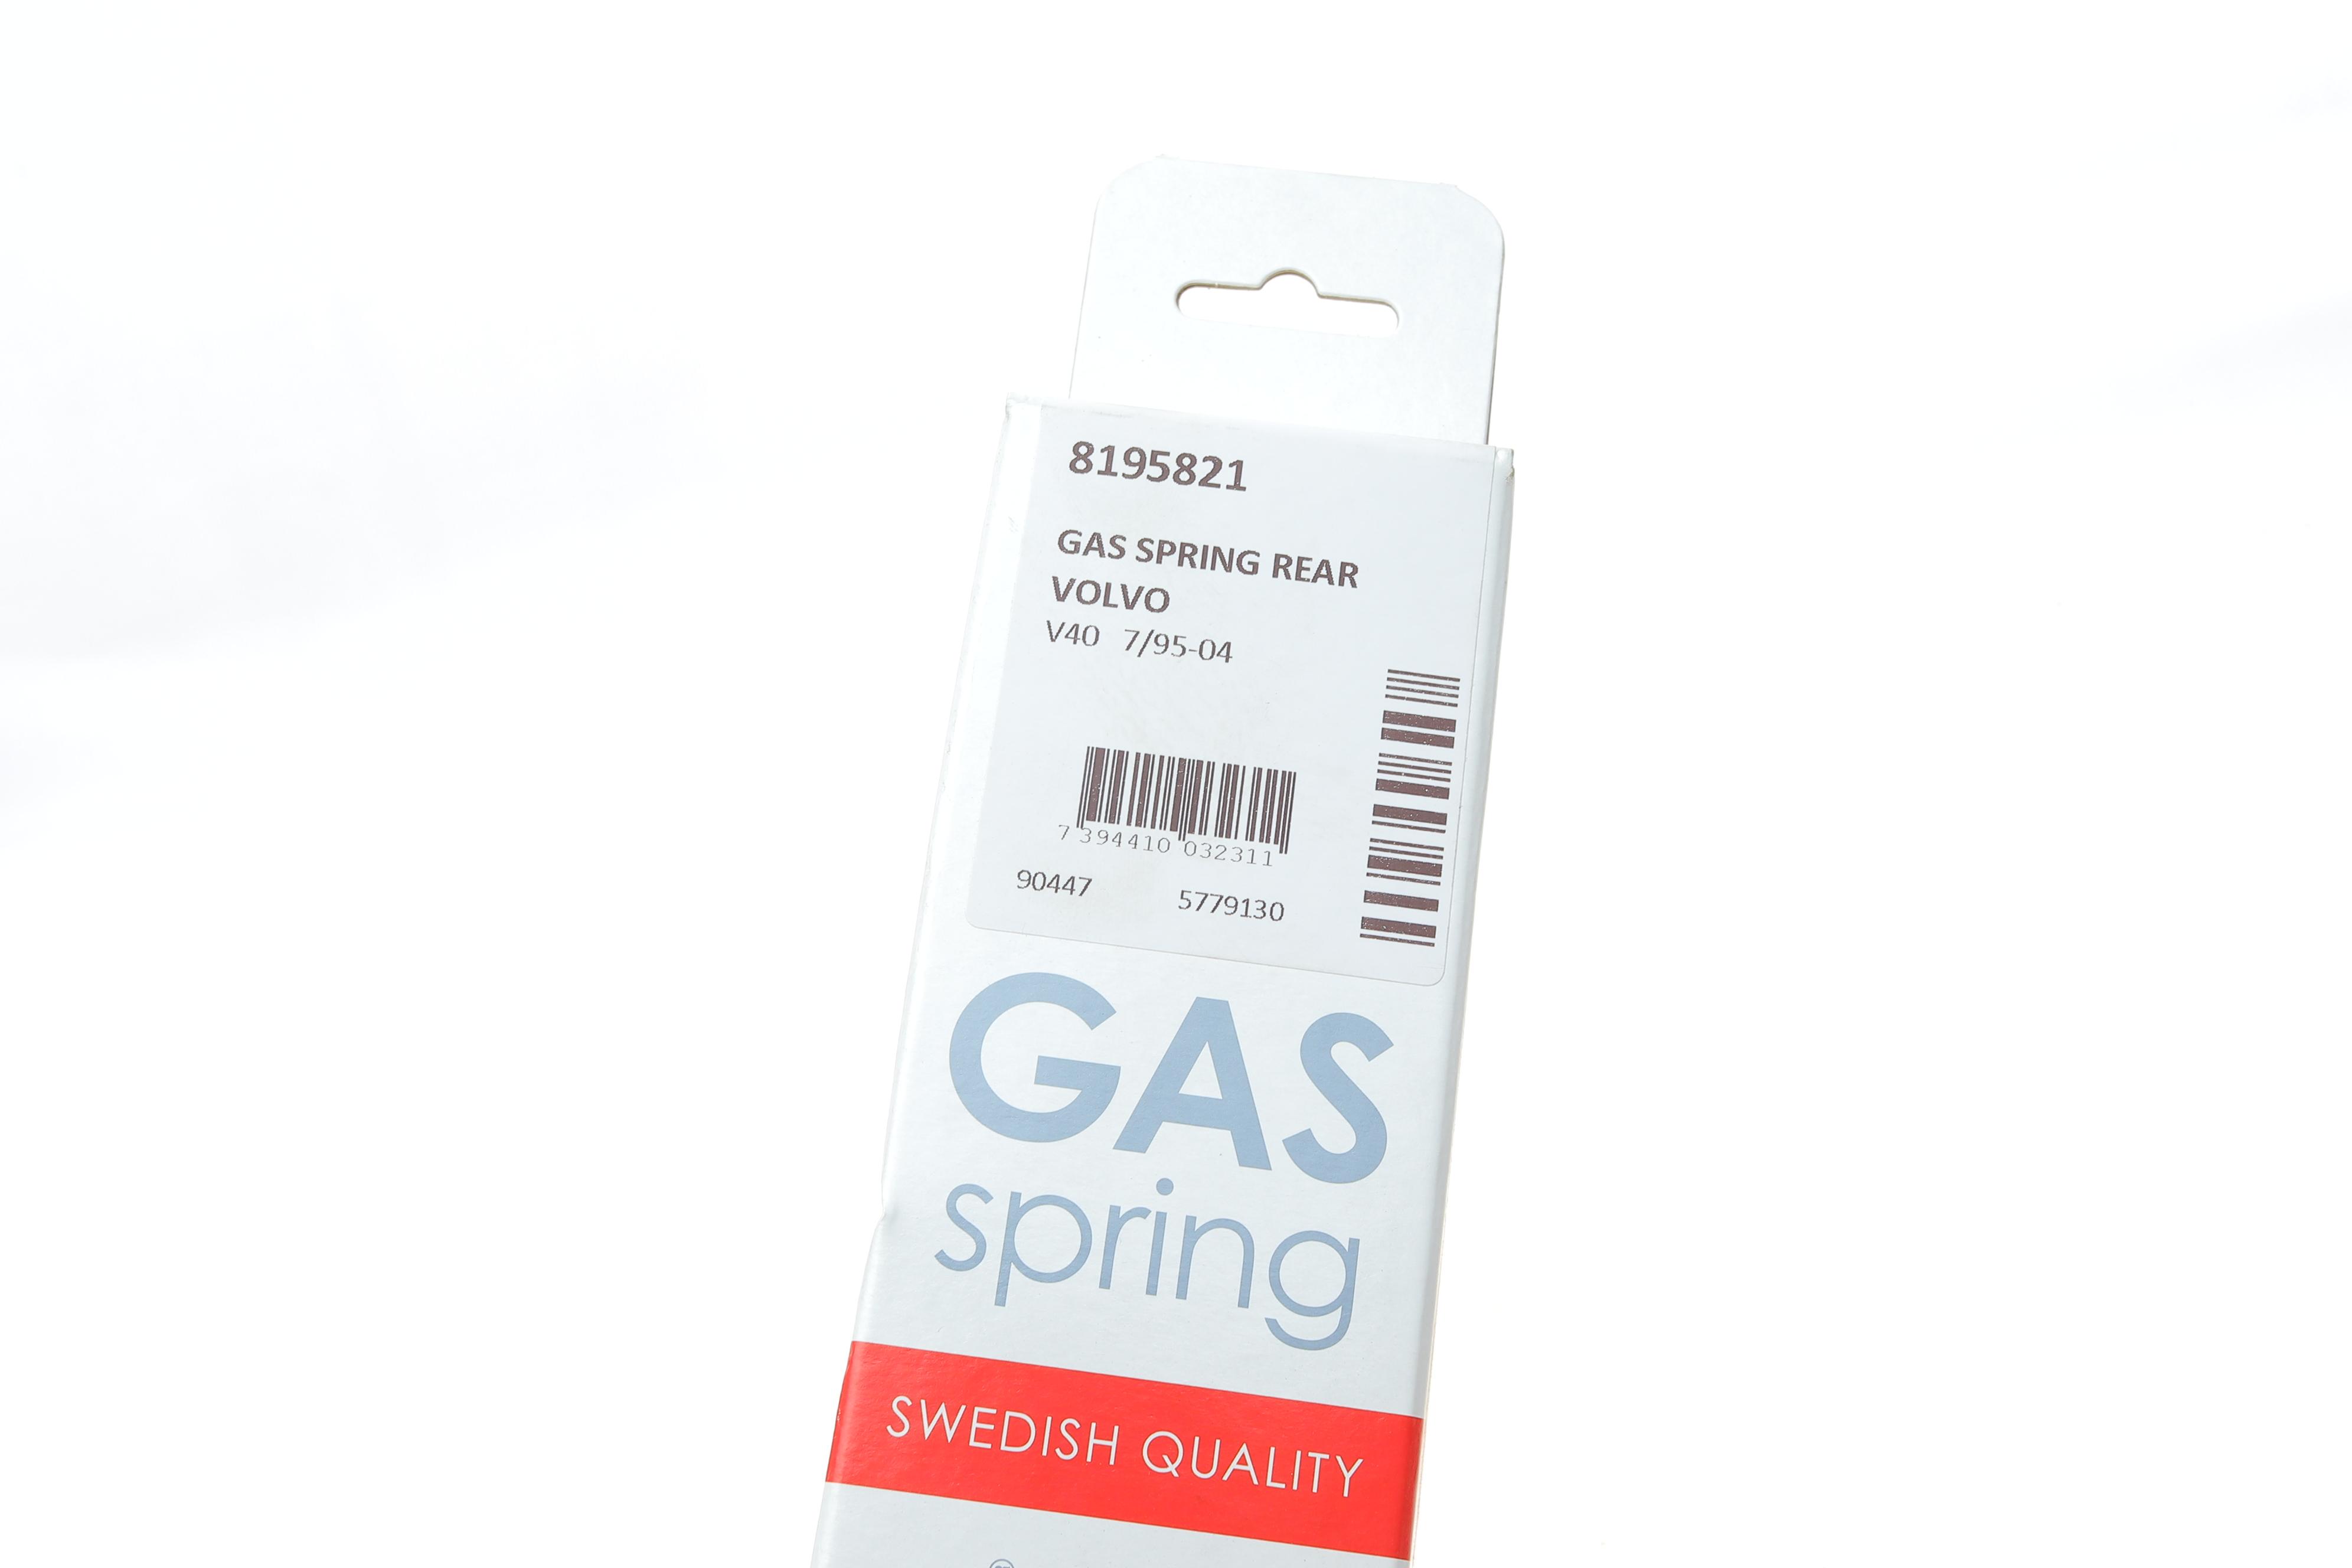 8195821
GAS SPRING REAR
VOLVO
V40 7/95-04
7 394410 032311
90447 5779130
GAS
spring
SWEDISH QUALITY